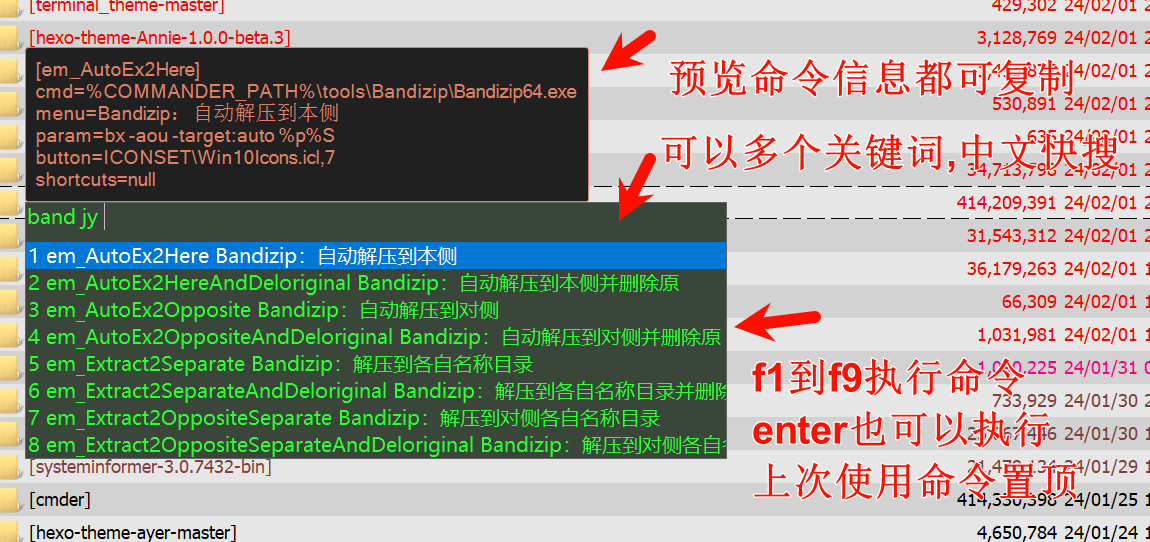 [terminal_theme-master]
429,302 24/02/01 2
[hexo-theme-Annie-1.0.0-beta.3]
3,128,769 24/02/01 2
[em_AutoEx2Here]
cmd=%COMMANDER_PATH%\tools\Bandizip\Bandizip64.exe
menu=Bandizip：自动解压到本侧
param=bx -aou -target:auto %p%S
button=ICONSET\Win10Icons.icl,7
shortcuts=null
预览命令信息都可复制
530,891 24/02/01
可以多个关键词,中文快搜
34,713,798 24/02/01
414,209,391 24/02/01
band jy
31,543,312 24/02/01 2
1 em_AutoEx2Here Bandizip：自动解压到本侧
36,179,263 24/02/01 1
2 em_AutoEx2HereAndDeloriginal Bandizip：自动解压到本侧并删除原
66,309 24/02/01 1
3 em_AutoEx2Opposite Bandizip：自动解压到对侧
1,031,981 24/02/01 1
4 em_AutoEx2OppositeAndDeloriginal Bandizip：自动解压到对侧并删除原
24/01/31 0
5 em_Extract2Separate Bandizip：解压到各自名称目录
f1到f9执行命令
733,929 24/01/30 2
6 em_Extract2SeparateAndDeloriginal Bandizip：解压到各自名称目录并删除
enter也可以执行
24/01/30 1
7 em_Extract2OppositeSeparate Bandizip：解压到对侧各自名称目录
8 em_Extract2OppositeSeparateAndDeloriginal Bandizip：解压到对侧各自名
[systeminformer-3.0.7432-bin]
24/01/29 1
上次使用命令置顶
[cmder]
414,330,398 24/01/25 1
[hexo-theme-ayer-master]
4,650,784 24/01/24 1